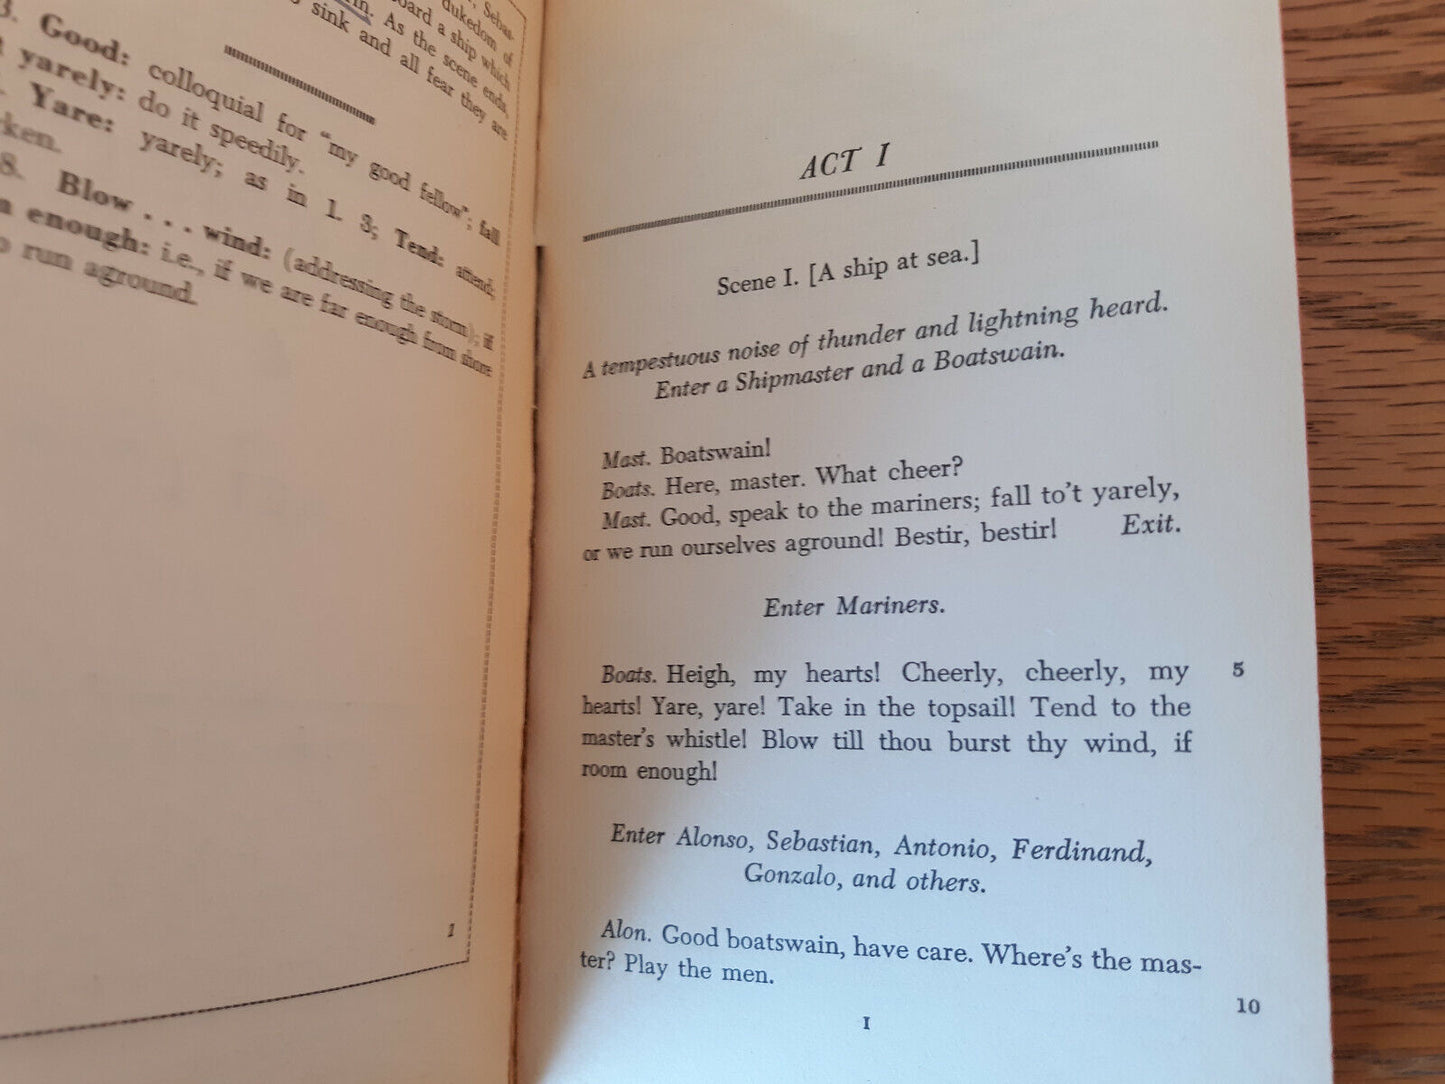 , Sebas-
dukedom of
board a ship which
in. As the scene ends,
sink and all fear they are
3. Good: colloquial for “my good fellow”; fall
yarely: do it speedily.
Yare: yarely; as in l. 3; Tend: attend;
ken.
8. Blow . . . wind: (addressing the storm); if
enough: i.e., if we are far enough from shore
run aground.
1
ACT I
Scene I. [A ship at sea.]
A tempestuous noise of thunder and lightning heard.
Enter a Shipmaster and a Boatswain.
Mast. Boatswain!
Boats. Here, master. What cheer?
Mast. Good, speak to the mariners; fall to’t yarely,
or we run ourselves aground! Bestir, bestir! Exit.
Enter Mariners.
Boats. Heigh, my hearts! Cheerly, cheerly, my 5
hearts! Yare, yare! Take in the topsail! Tend to the
master’s whistle! Blow till thou burst thy wind, if
room enough!
Enter Alonso, Sebastian, Antonio, Ferdinand,
Gonzalo, and others.
Alon. Good boatswain, have care. Where’s the mas-
ter? Play the men.
10
I